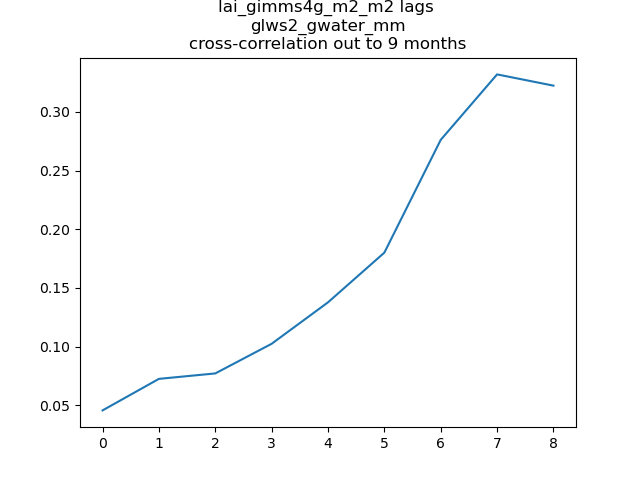 lai_gimms4g_m2_m2 lags
glws2_gwater_mm
cross-correlation out to 9 months
0.30
0.25
0.20
0.15
0.10
0.05
0 1 2 3 4 5 6 7 8